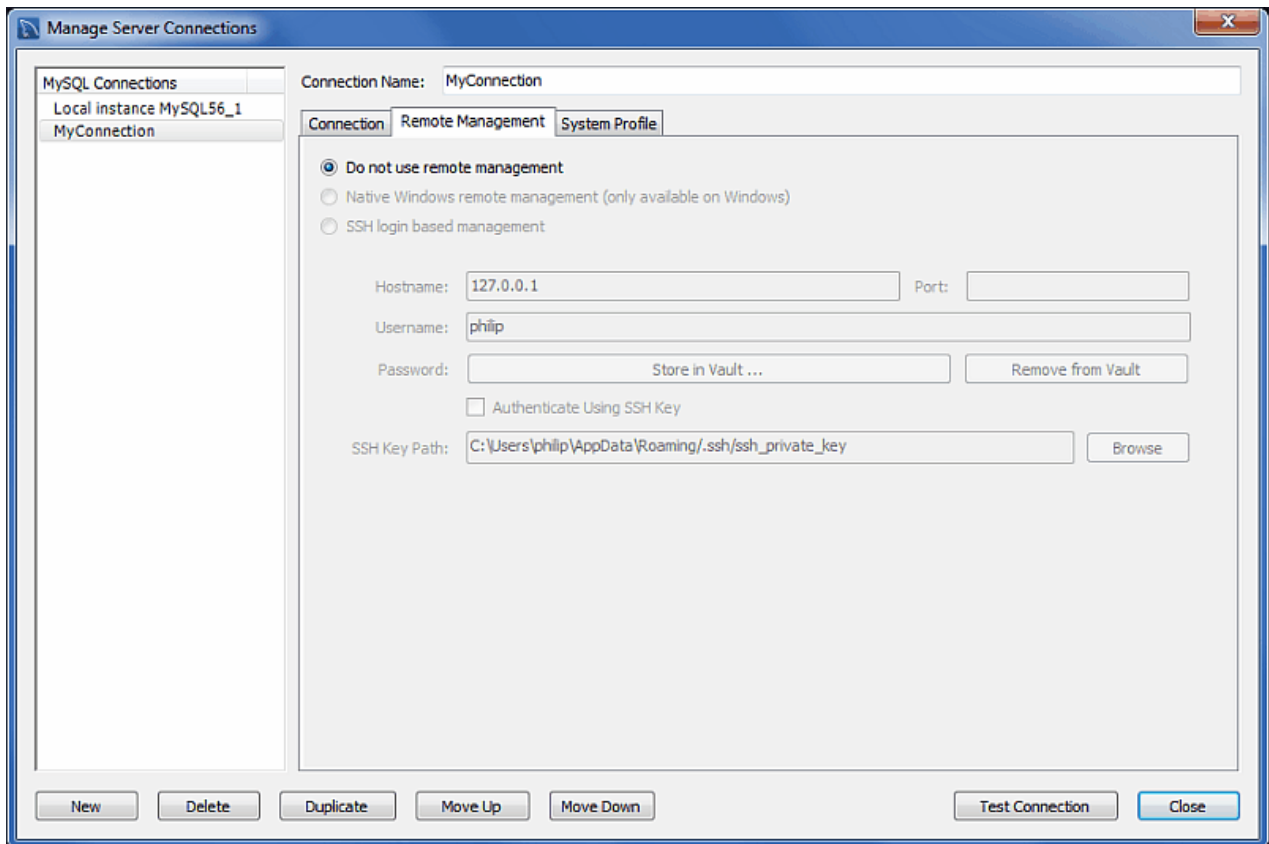 Manage Server Connections
X
MySQL Connections
Local instance MySQL56_1
MyConnection
Connection Name: MyConnection
Connection Remote Management System Profile
Do not use remote management
Native Windows remote management (only available on Windows)
SSH login based management
Hostname: 127.0.0.1 Port:
Username: philip
Password: Store in Vault ... Remove from Vault
Authenticate Using SSH Key
SSH Key Path: C:\Users\philip\AppData\Roaming/.ssh/ssh_private_key Browse
New Delete Duplicate Move Up Move Down Test Connection Close